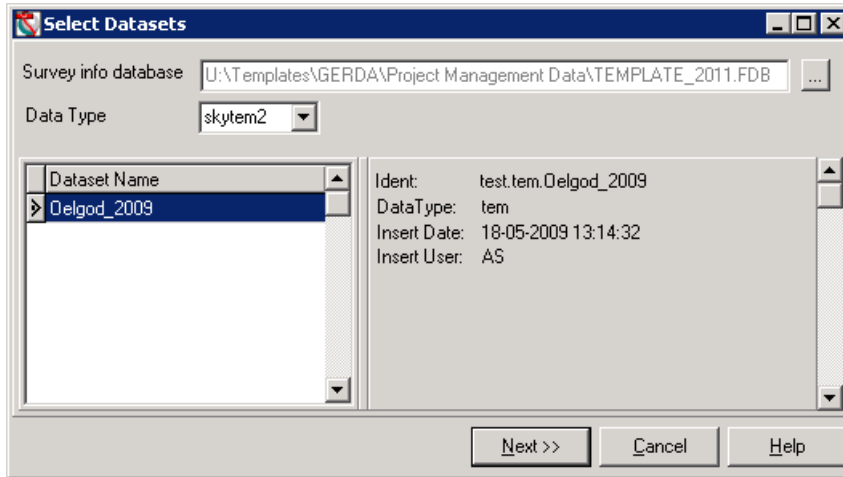 Select Datasets
Survey info database U:\Templates\GERDA\Project Management Data\TEMPLATE_2011.FDB ...
Data Type skytem2
Dataset Name
Oelgod_2009
Ident: test.tem.Oelgod_2009
DataType: tem
Insert Date: 18-05-2009 13:14:32
Insert User: AS
Next >> Cancel Help